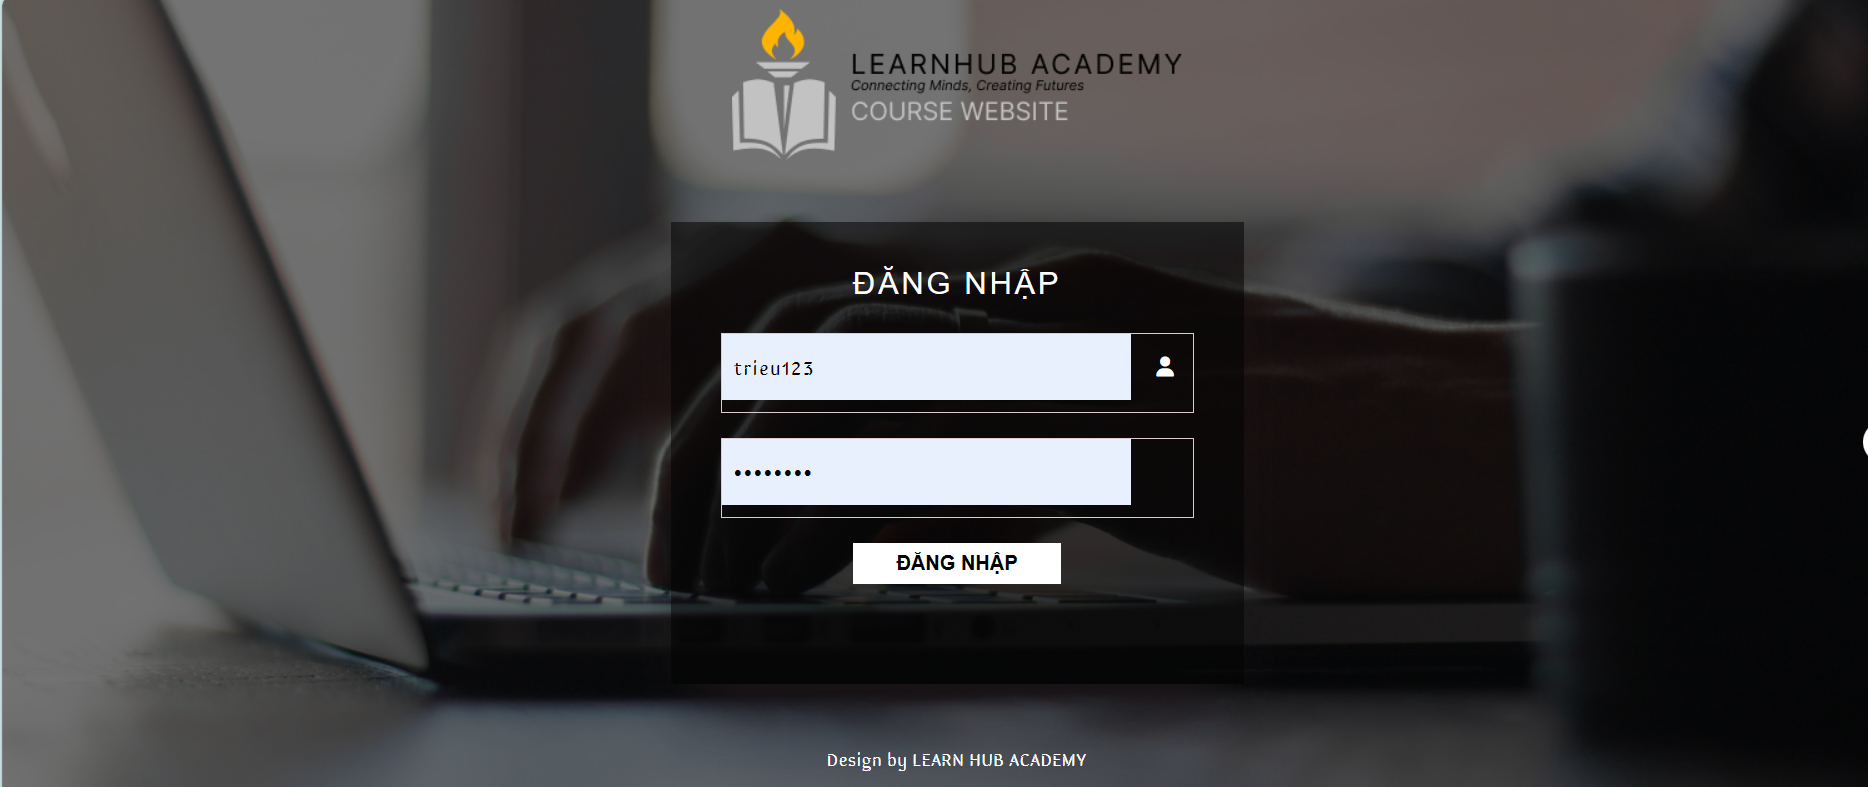 LEARNHUB ACADEMY
Connecting Minds, Creating Futures
COURSE WEBSITE
ĐĂNG NHẬP
trieu123
••••••••
ĐĂNG NHẬP
Design by LEARN HUB ACADEMY